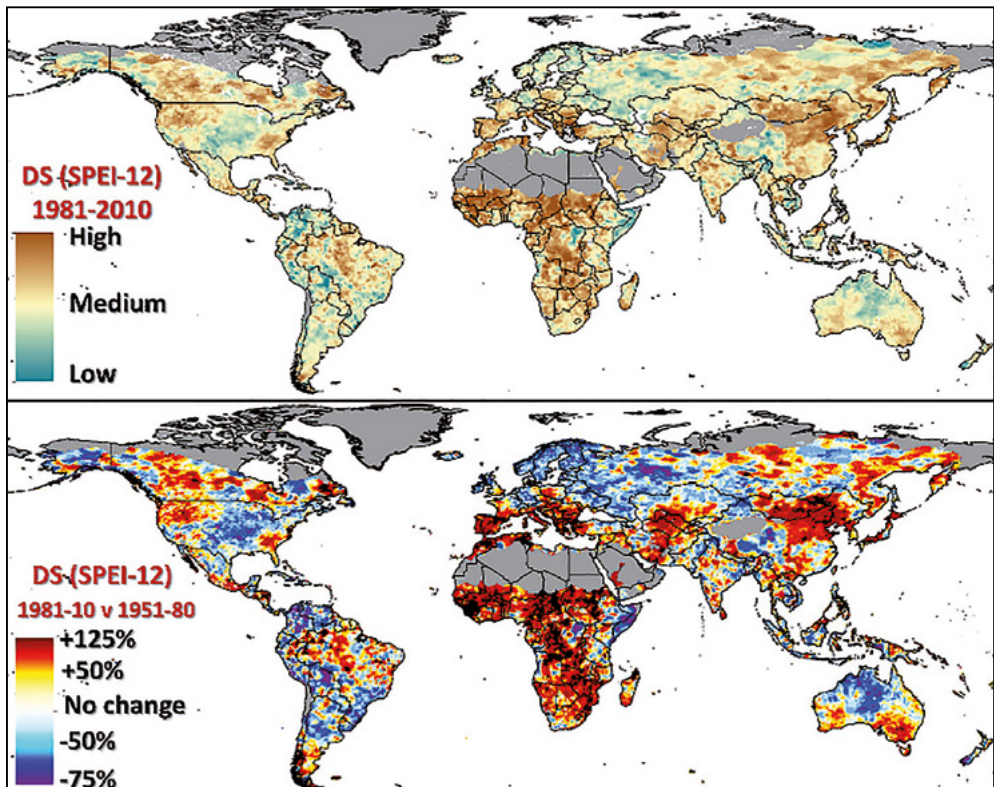 DS (SPEI-12)
1981-2010
High
Medium
Low
DS (SPEI-12)
1981-10 v 1951-80
+125%
+50%
No change
-50%
-75%